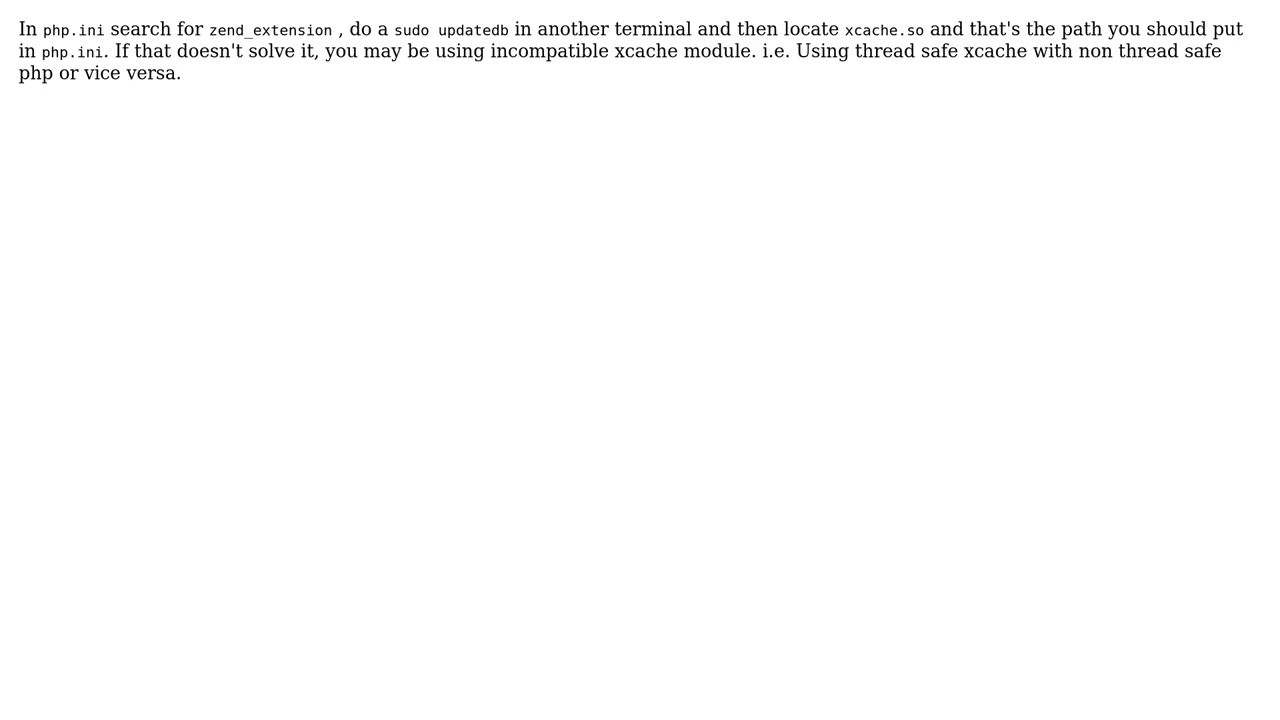 In php.ini search for zend_extension , do a sudo updatedb in another terminal and then locate xcache.so and that's the path you should put
in php.ini. If that doesn't solve it, you may be using incompatible xcache module. i.e. Using thread safe xcache with non thread safe
php or vice versa.